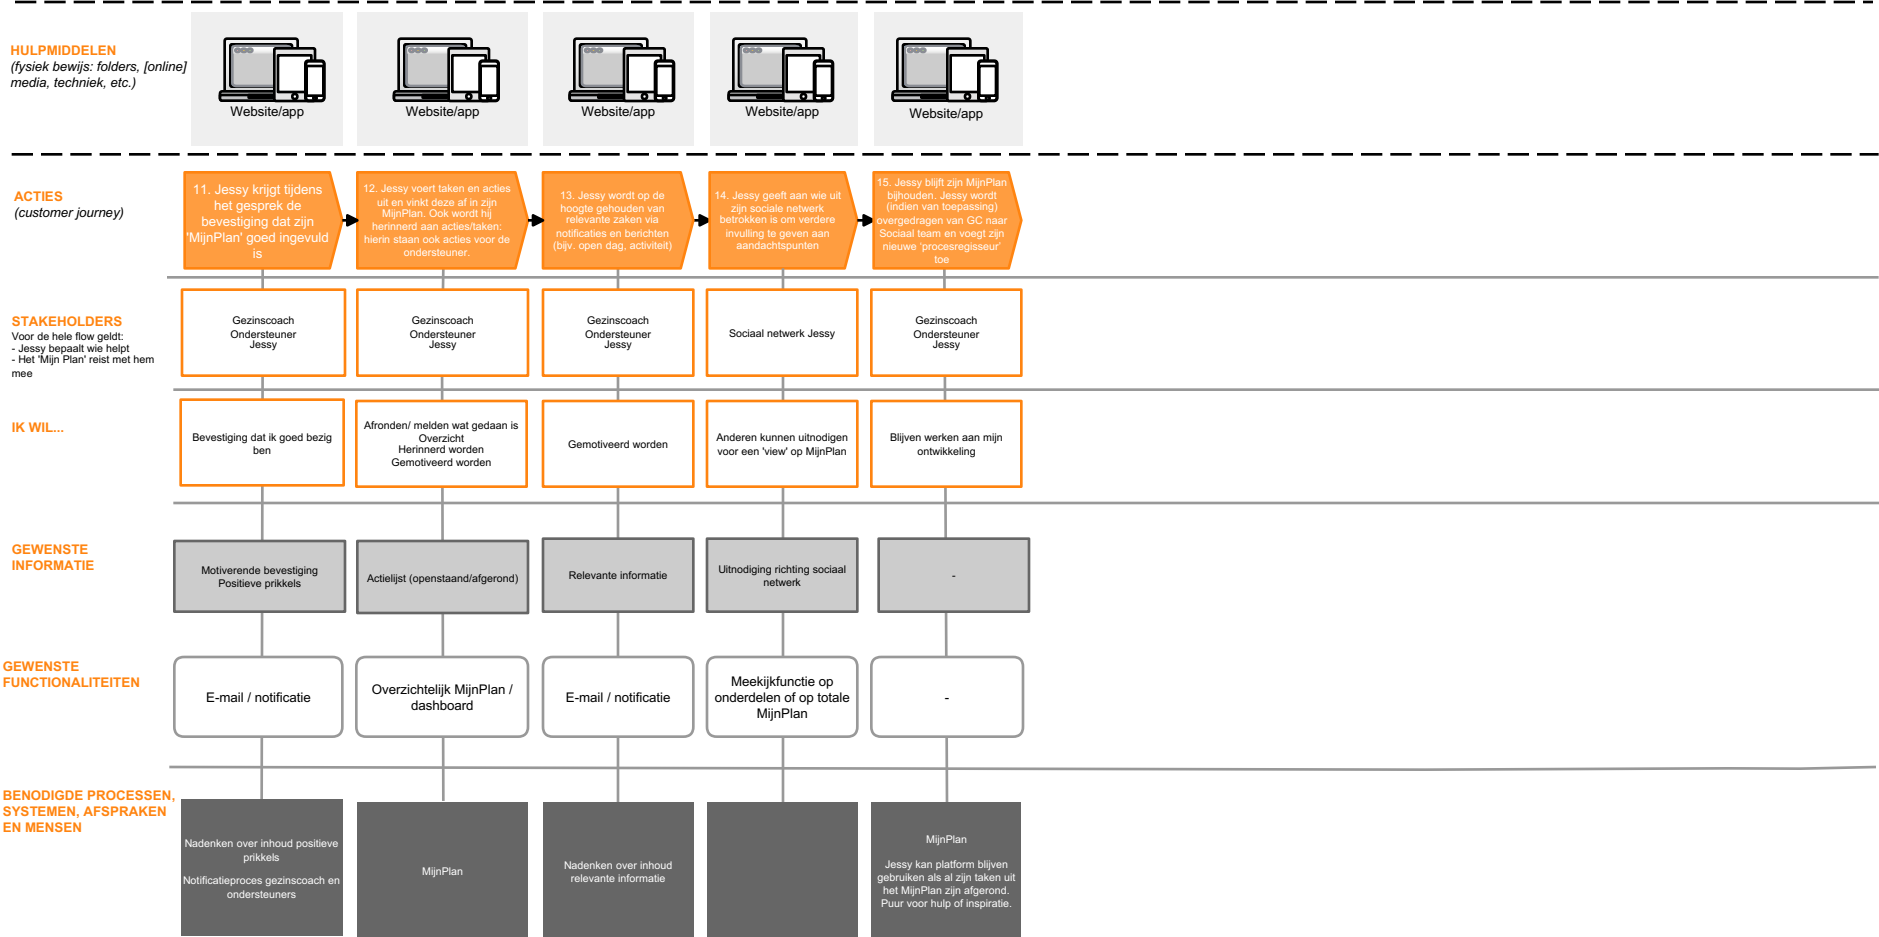 HULPMIDDELEN
(fysiek bewijs: folders, [online]
media, techniek, etc.)
Website/app
Website/app
Website/app
Website/app
Website/app
ACTIES
(customer journey)
11. Jessy krijgt tijdens
het gesprek de
bevestiging dat zijn
'MijnPlan' goed ingevuld
is
12. Jessy voert taken en acties
uit en vinkt deze af in zijn
MijnPlan. Ook wordt hij
herinnerd aan acties/taken:
hierin staan ook acties voor de
ondersteuner.
13. Jessy wordt op de
hoogte gehouden van
relevante zaken via
notificaties en berichten
(bijv. open dag, activiteit)
14. Jessy geeft aan wie uit
zijn sociale netwerk
betrokken is om verdere
invulling te geven aan
aandachtspunten
15. Jessy blijft zijn MijnPlan
bijhouden. Jessy wordt
(indien van toepassing)
overgedragen van GC naar
Sociaal team en voegt zijn
nieuwe 'procesregisseur'
toe
STAKEHOLDERS
Voor de hele flow geldt:
- Jessy bepaalt wie helpt
- Het 'Mijn Plan' reist met hem
mee
Gezinscoach
Ondersteuner
Jessy
Gezinscoach
Ondersteuner
Jessy
Gezinscoach
Ondersteuner
Jessy
Sociaal netwerk Jessy
Gezinscoach
Ondersteuner
Jessy
IK WIL...
Bevestiging dat ik goed bezig
ben
Afronden/ melden wat gedaan is
Overzicht
Herinnerd worden
Gemotiveerd worden
Gemotiveerd worden
Anderen kunnen uitnodigen
voor een 'view' op MijnPlan
Blijven werken aan mijn
ontwikkeling
GEWENSTE
INFORMATIE
Motiverende bevestiging
Positieve prikkels
Actielijst (openstaand/afgerond)
Relevante informatie
Uitnodiging richting sociaal
netwerk
-
GEWENSTE
FUNCTIONALITEITEN
E-mail / notificatie
Overzichtelijk MijnPlan /
dashboard
E-mail / notificatie
Meekijkfunctie op
onderdelen of op totale
MijnPlan
-
BENODIGDE PROCESSEN,
SYSTEMEN, AFSPRAKEN
EN MENSEN
Nadenken over inhoud positieve
prikkels
Notificatieproces gezinscoach en
ondersteuners
MijnPlan
Nadenken over inhoud
relevante informatie
MijnPlan
Jessy kan platform blijven
gebruiken als al zijn taken uit
het MijnPlan zijn afgerond.
Puur voor hulp of inspiratie.